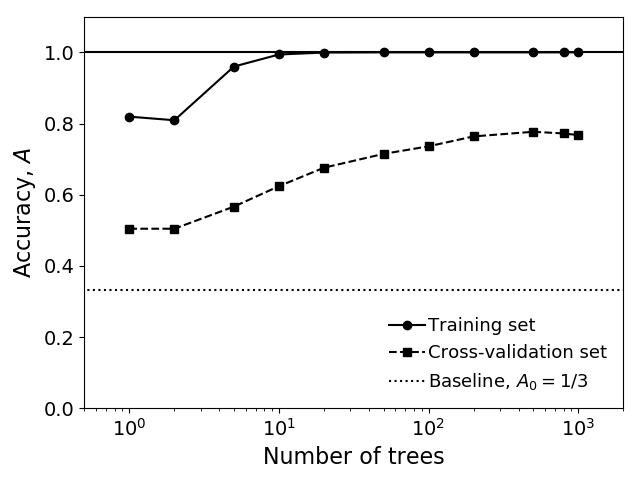 1.0
0.8
0.6
0.4
0.2
0.0
Accuracy, A
10⁰
10¹
10²
10³
Number of trees
Training set
Cross-validation set
Baseline, A₀ = 1/3